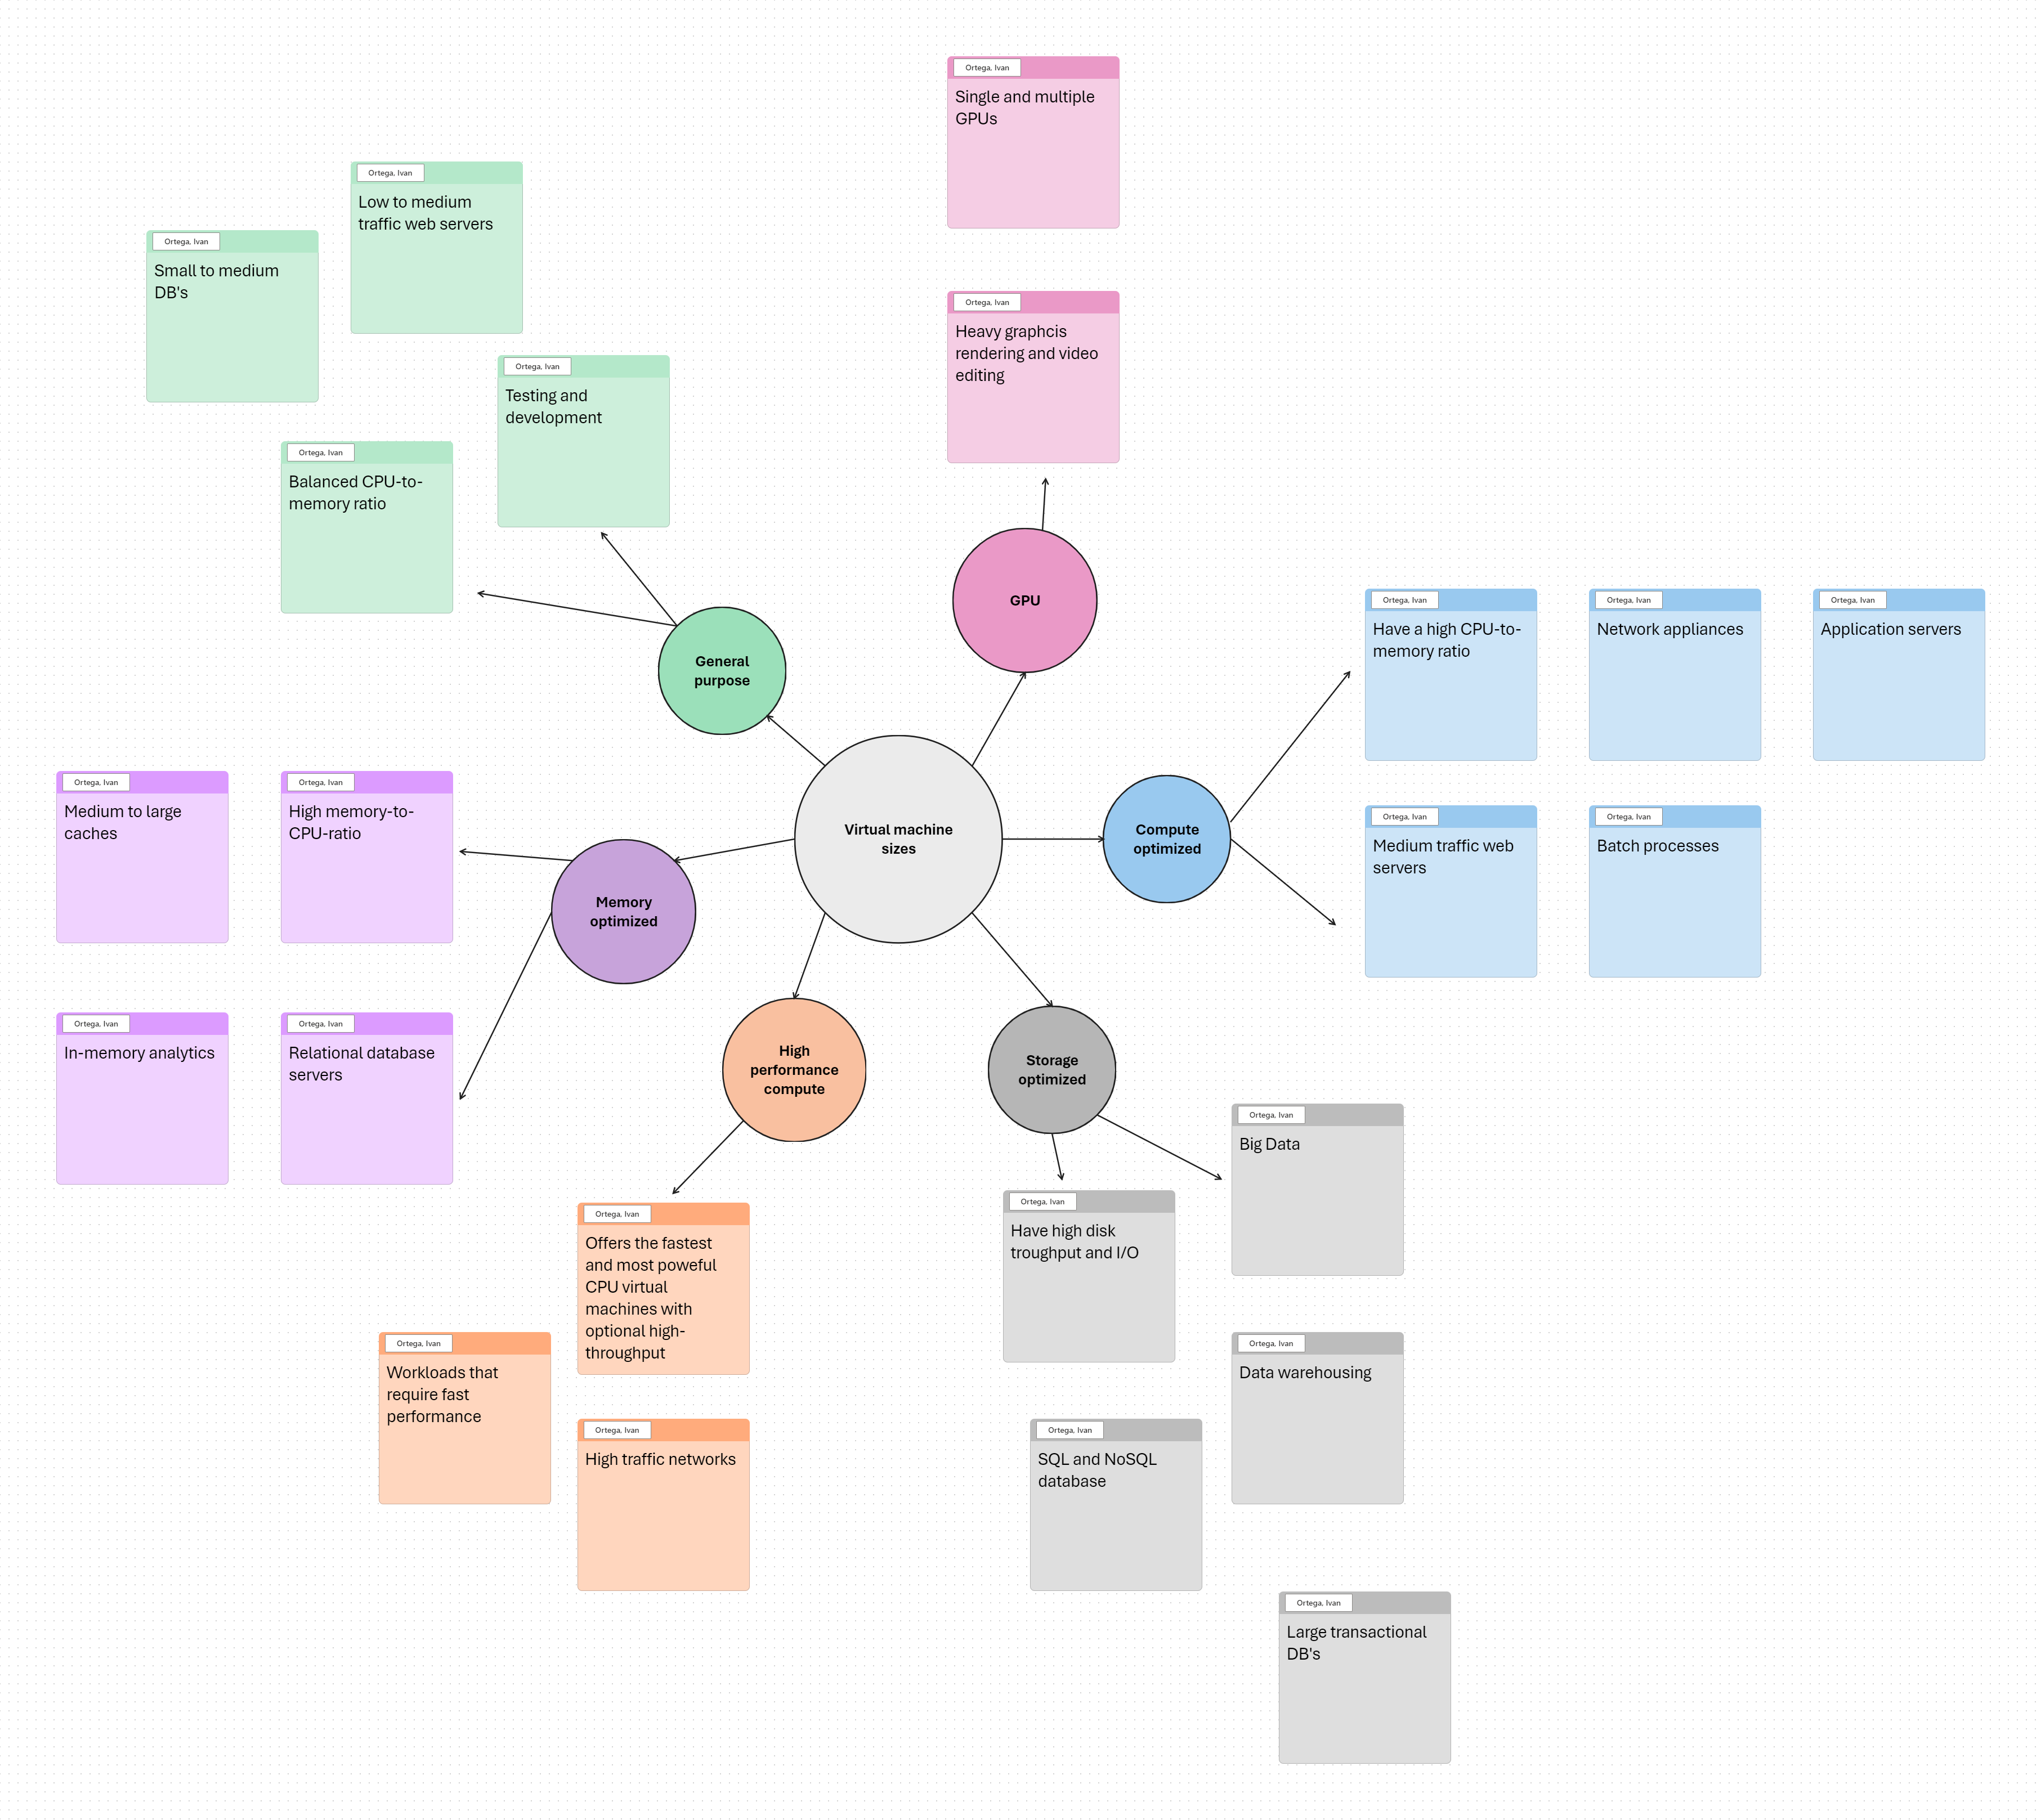 Ortega, Ivan
Single and multiple
GPUs
Ortega, Ivan
Low to medium
traffic web servers
Ortega, Ivan
Small to medium
DB's
Ortega, Ivan
Heavy graphcis
rendering and video
editing
Ortega, Ivan
Testing and
development
Ortega, Ivan
Balanced CPU-to-
memory ratio
GPU
General
purpose
Ortega, Ivan
Have a high CPU-to-
memory ratio
Ortega, Ivan
Network appliances
Ortega, Ivan
Application servers
Ortega, Ivan
Medium to large
caches
Ortega, Ivan
High memory-to-
CPU-ratio
Virtual machine
sizes
Compute
optimized
Ortega, Ivan
Medium traffic web
servers
Ortega, Ivan
Batch processes
Memory
optimized
Ortega, Ivan
In-memory analytics
Ortega, Ivan
Relational database
servers
High
performance
compute
Storage
optimized
Ortega, Ivan
Big Data
Ortega, Ivan
Offers the fastest
and most poweful
CPU virtual
machines with
optional high-
throughput
Ortega, Ivan
Have high disk
troughput and I/O
Ortega, Ivan
Workloads that
require fast
performance
Ortega, Ivan
High traffic networks
Ortega, Ivan
Data warehousing
Ortega, Ivan
SQL and NoSQL
database
Ortega, Ivan
Large transactional
DB's